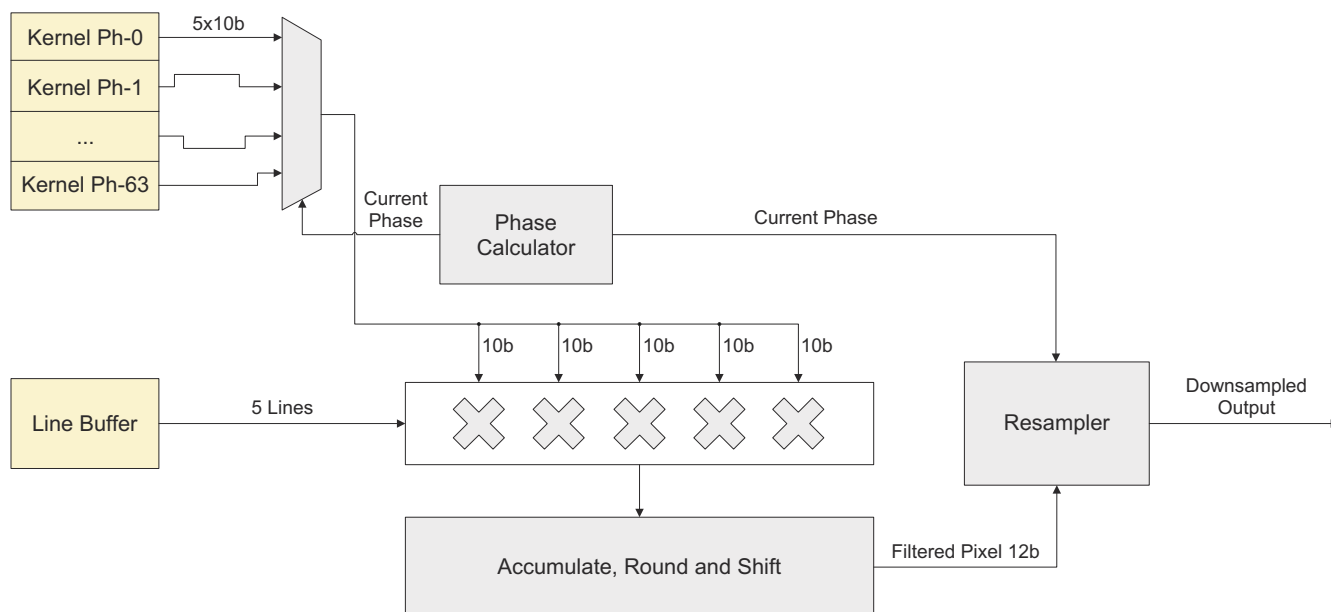 Kernel Ph-0
5x10b
Kernel Ph-1
...
Kernel Ph-63
Current
Phase
Phase
Calculator
Current Phase
10b
10b
10b
10b
10b
Line Buffer
5 Lines
Resampler
Downsampled
Output
Accumulate, Round and Shift
Filtered Pixel 12b